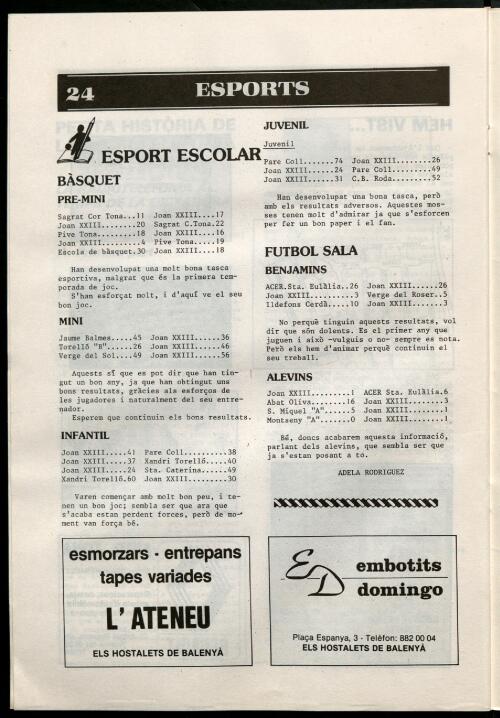 24
ESPORTS
ESPORT ESCOLAR
BÀSQUET
PRE-MINI
Sagrat Cor Tona...11 Joan XXIII....17
Joan XXIII........20 Sagrat C.Tona.22
Pive Tona.........18 Joan XXIII....16
Joan XXIII.........4 Pive Tona.....19
Escola de bàsquet.30 Joan XXIII....18
Han desenvolupat una molt bona tasca
esportiva, malgrat que és la primera tem-
porada de joc.
S'han esforçat molt, i d'aquí ve el seu
bon joc.
MINI
Jaume Balmes.....45 Joan XXIII.....36
Torelló "B"......26 Joan XXIII.....46
Verge del Sol....49 Joan XXIII.....56
Aquests sí que es pot dir que han tin-
gut un bon any, ja que han obtingut uns
bons resultats, gràcies als esforços de
les jugadores i naturalment del seu entre-
nador.
Esperem que continuin els bons resultats.
INFANTIL
Joan XXIII.....41 Pare Coll........38
Joan XXIII.....37 Xandri Torelló...40
Joan XXIII.....24 Sta. Caterina....49
Xandri Torelló.60 Joan XXIII.......30
Varen començar amb molt bon peu, i te-
nen un bon joc; sembla ser que ara que
s'acaba estan perdent forces, però de mo-
ment van força bé.
JUVENIL
Juvenil
Pare Coll.......74 Joan XXIII.......26
Joan XXIII......24 Pare Coll........49
Joan XXIII......31 C.B. Roda........52
Han desenvolupat una bona tasca, però
amb els resultats adversos. Aquestes mos-
ses tenen molt d'admirar ja que s'esforcen
per fer un bon paper i el fan.
FUTBOL SALA
BENJAMINS
ACER.Sta. Eulàlia..26 Joan XXIII......26
Joan XXIII..........3 Verge del Roser..5
Ildefons Cerdà.....10 Joan XXIII.......3
No perquè tinguin aquests resultats, vol
dir que són dolents. Es el primer any que
juguen i això -vulguis o no- sempre es nota.
Però els hem d'animar perquè continuin el
seu treball.
ALEVINS
Joan XXIII.........1 ACER Sta. Eulàlia.6
Abat Oliva........16 Joan XXIII........3
S. Miquel "A"......5 Joan XXIII........1
Montseny "A".......0 Joan XXIII........1
Bé, doncs acabarem aquesta informació,
parlant dels alevins, que sembla ser que
ja s'estan posant a tó.
ADELA RODRIGUEZ
esmorzars · entrepans
tapes variades
L'ATENEU
ELS HOSTALETS DE BALENYÀ
ED
embotits
domingo
Plaça Espanya, 3 - Telèfon: 882 00 04
ELS HOSTALETS DE BALENYÀ